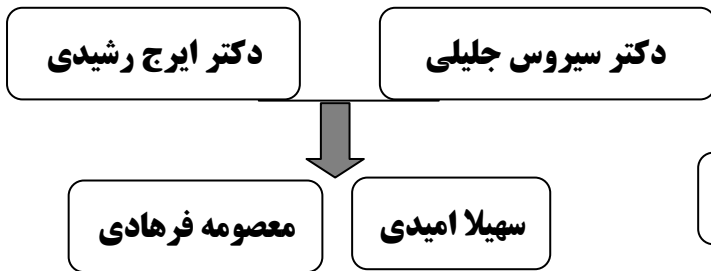 دکتر سیروس جلیلی
دکتر ایرج رشیدی
سهیلا امیدی
معصومه فرهادی